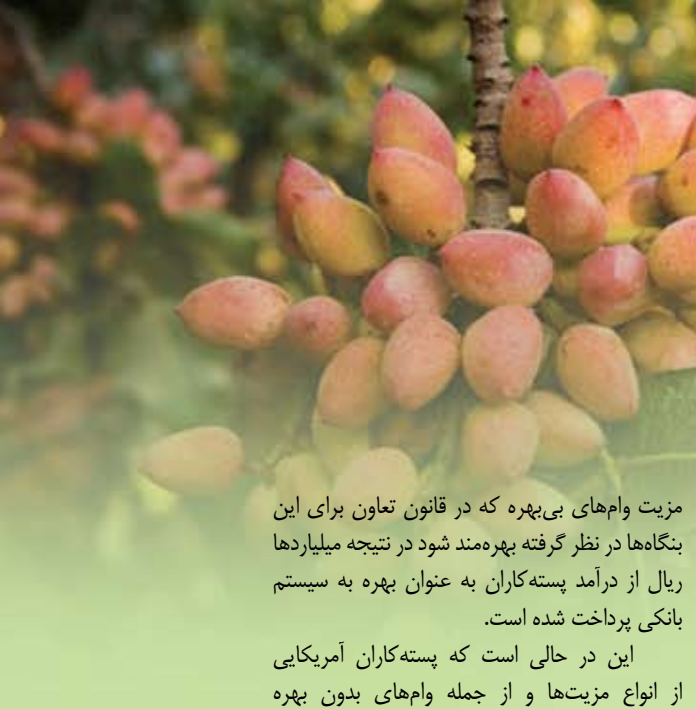 مزیت وام‌های بی‌بهره که در قانون تعاون برای این
بنگاه‌ها در نظر گرفته بهره‌مند شود در نتیجه میلیاردها
ریال از درآمد پسته‌کاران به عنوان بهره به سیستم
بانکی پرداخت شده است.
این در حالی است که پسته‌کاران آمریکایی
از انواع مزیت‌ها و از جمله وام‌های بدون بهره